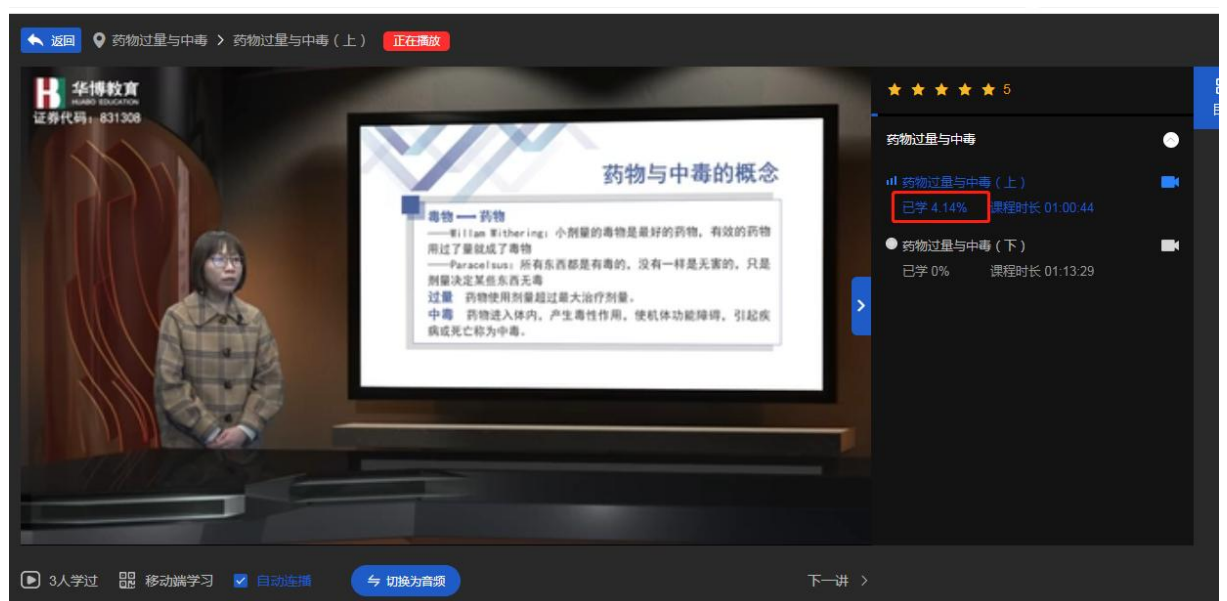 返回 药物过量与中毒 > 药物过量与中毒（上） 正在播放
华博教育
HUABO EDUCATION
证券代码：831308
药物与中毒的概念
毒物 —— 药物
——Willam Withering：小剂量的毒物是最好的药物，有效的药物
用过了量就成了毒物
——Paracelsus：所有东西都是有毒的，没有一样是无害的，只是
剂量决定某些东西无毒
过量 药物使用剂量超过最大治疗剂量。
中毒 药物进入体内，产生毒性作用，使机体功能障碍，引起疾
病或死亡称为中毒。
5
药物过量与中毒
药物过量与中毒（上）
已学 4.14% 课程时长 01:00:44
药物过量与中毒（下）
已学 0% 课程时长 01:13:29
3人学过 移动端学习 自动连播 切换为音频 下一讲 >